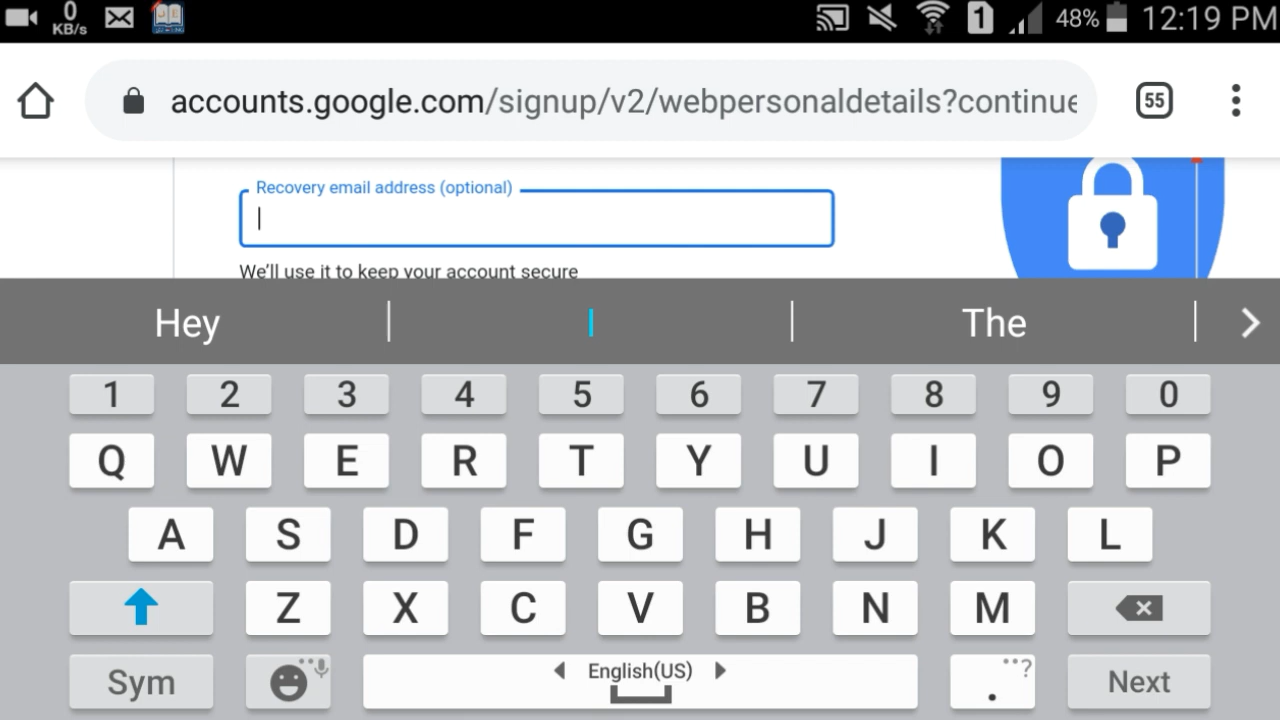 0
KB/s
1
48%
12:19 PM
accounts.google.com/signup/v2/webpersonaldetails?continue
55
Recovery email address (optional)
We'll use it to keep your account secure
Hey
I
The
1 2 3 4 5 6 7 8 9 0
Q W E R T Y U I O P
A S D F G H J K L
Z X C V B N M
Sym
English(US)
. ?
Next